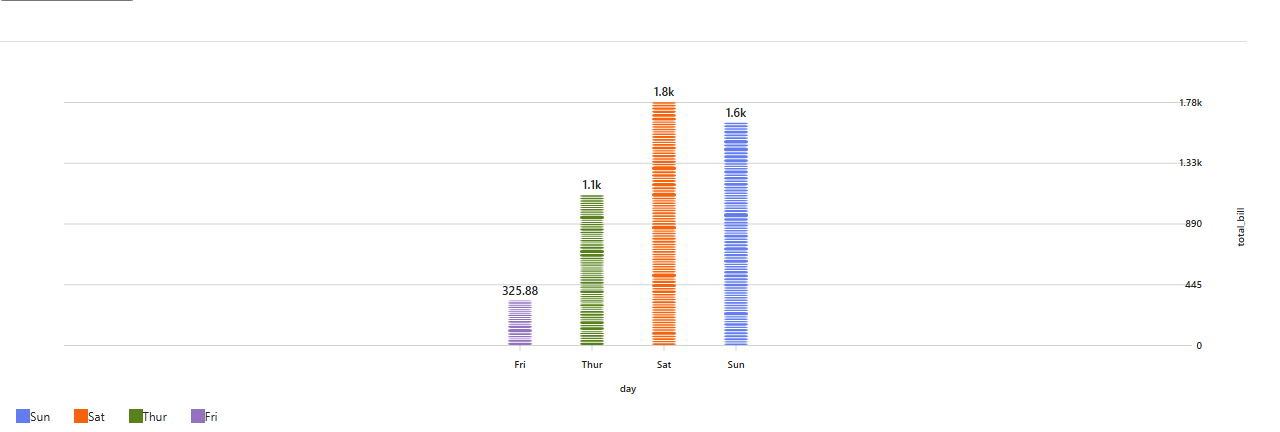 1.8k
1.78k
1.6k
1.33k
1.1k
890
total_bill
445
325.88
0
Fri Thur Sat Sun
day
Sun Sat Thur Fri